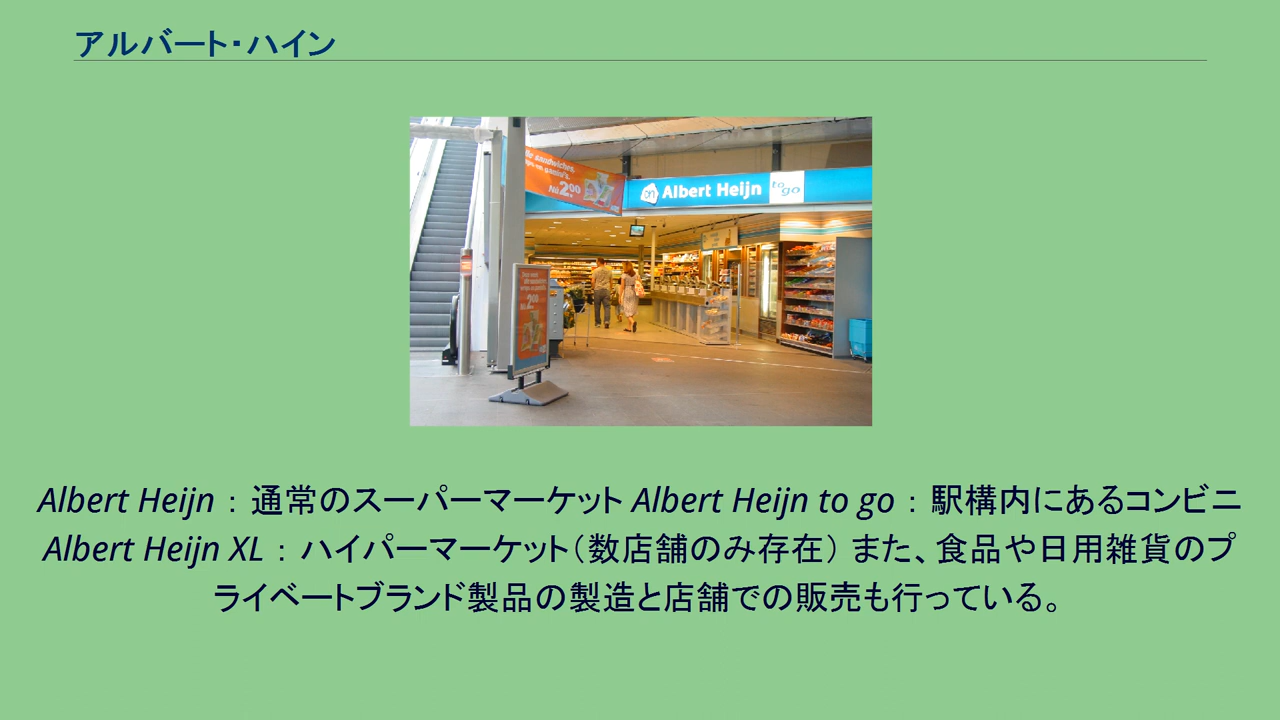 アルバート・ハイン
Albert Heijn
to go
Nu 2.00
2.00
Albert Heijn : 通常のスーパーマーケット Albert Heijn to go : 駅構内にあるコンビニ
Albert Heijn XL : ハイパーマーケット（数店舗のみ存在） また、食品や日用雑貨のプ
ライベートブランド製品の製造と店舗での販売も行っている。